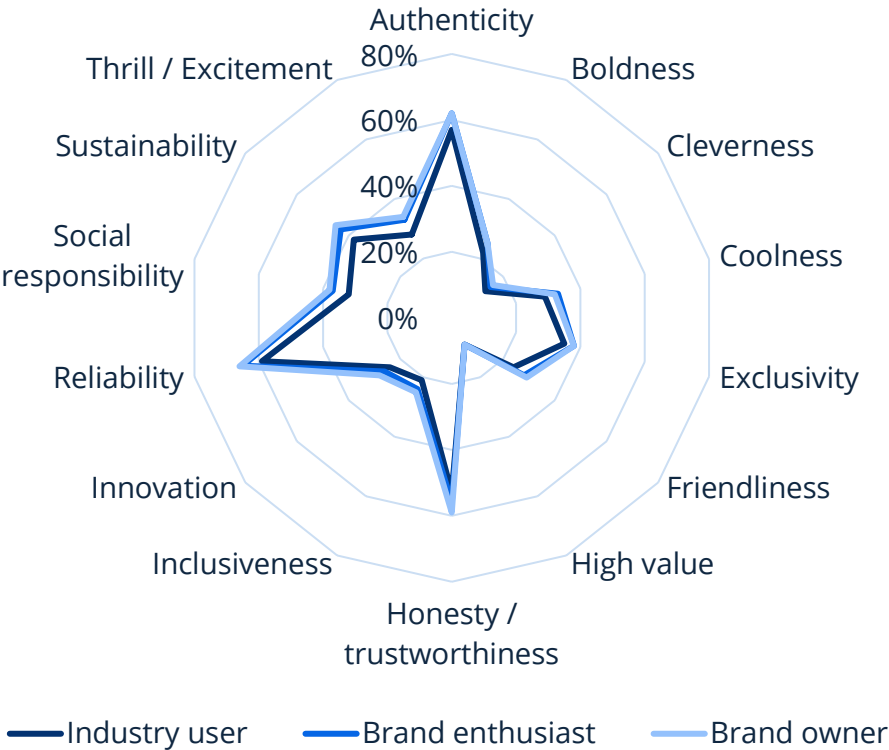 Authenticity
80%
Thrill / Excitement
Boldness
60%
Sustainability
Cleverness
40%
Social
responsibility
20%
Coolness
0%
Reliability
Exclusivity
Innovation
Friendliness
Inclusiveness
High value
Honesty /
trustworthiness
Industry user
Brand enthusiast
Brand owner